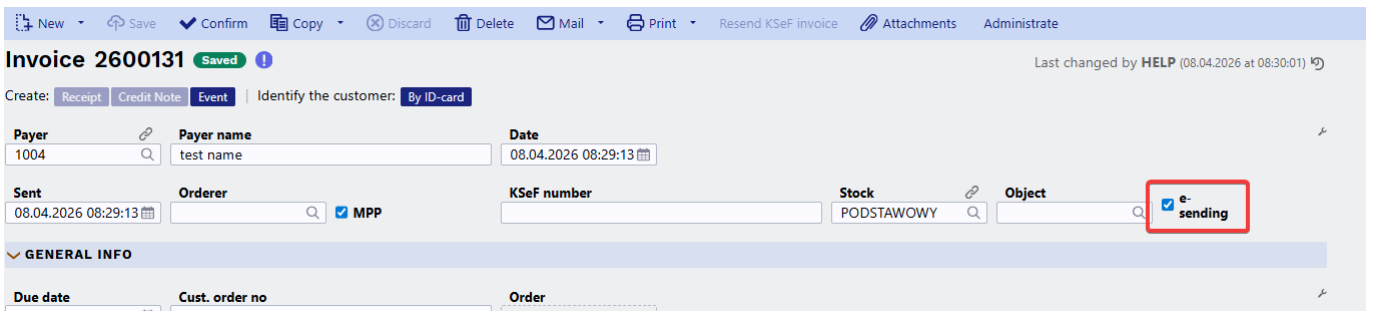 New Save Confirm Copy Discard Delete Mail Print Resend KSeF invoice Attachments Administrate
Invoice 2600131 Saved ! Last changed by HELP (08.04.2026 at 08:30:01)
Create: Receipt Credit Note Event | Identify the customer: By ID-card
Payer Payer name Date
1004 test name 08.04.2026 08:29:13
Sent Orderer KSeF number Stock Object
08.04.2026 08:29:13 MPP PODSTAWOWY e-
sending
GENERAL INFO
Due date Cust. order no Order